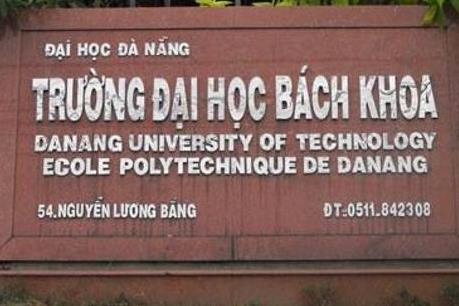 ĐẠI HỌC ĐÀ NẴNG
TRƯỜNG ĐẠI HỌC BÁCH KHOA
DANANG UNIVERSITY OF TECHNOLOGY
ECOLE POLYTECHNIQUE DE DANANG
54.NGUYỄN LƯƠNG BẰNG ĐT:0511.842308